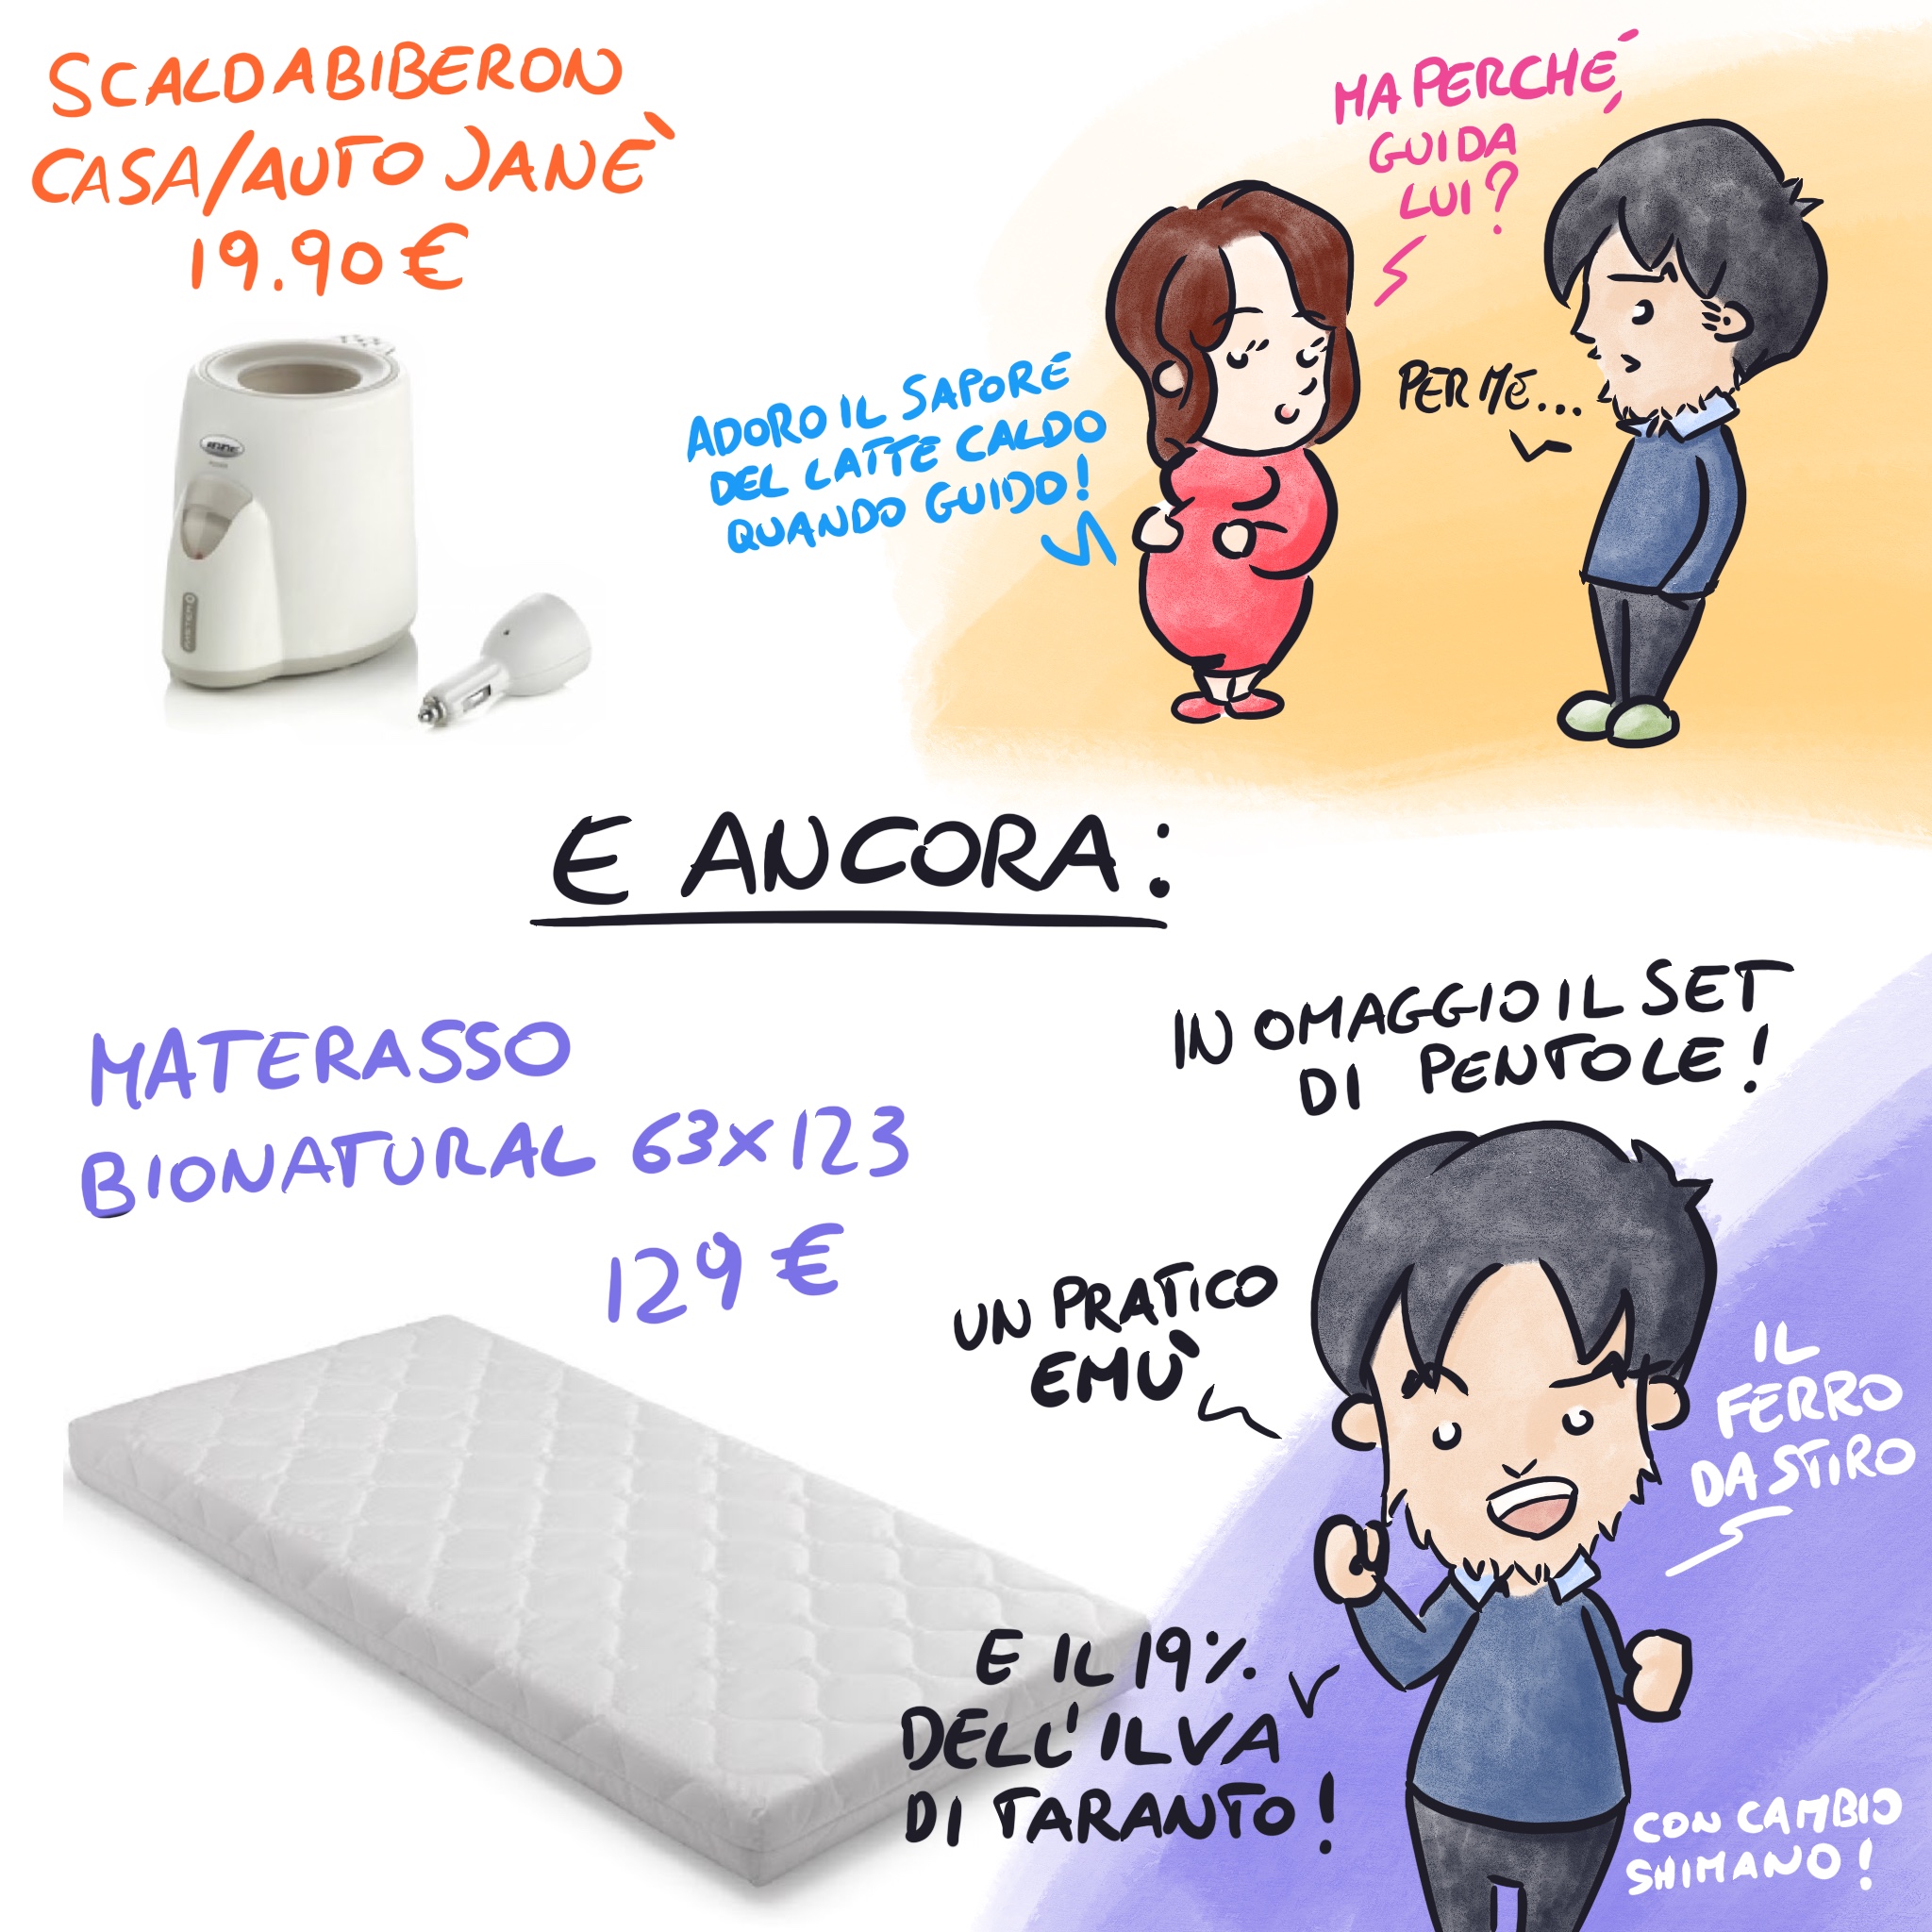 SCALDABIBERON
CASA/AUTO JANÈ
19.90 €
MA PERCHÉ,
GUIDA
LUI?
ADORO IL SAPORE
DEL LATTE CALDO
QUANDO GUIDO!
PER ME...
E ANCORA:
MATERASSO
BIONATURAL 63x123
129 €
IN OMAGGIO IL SET
DI PENTOLE!
UN PRATICO
EMÙ
IL
FERRO
DA STIRO
E IL 19%
DELL'ILVA
DI TARANTO!
CON CAMBIO
SHIMANO!